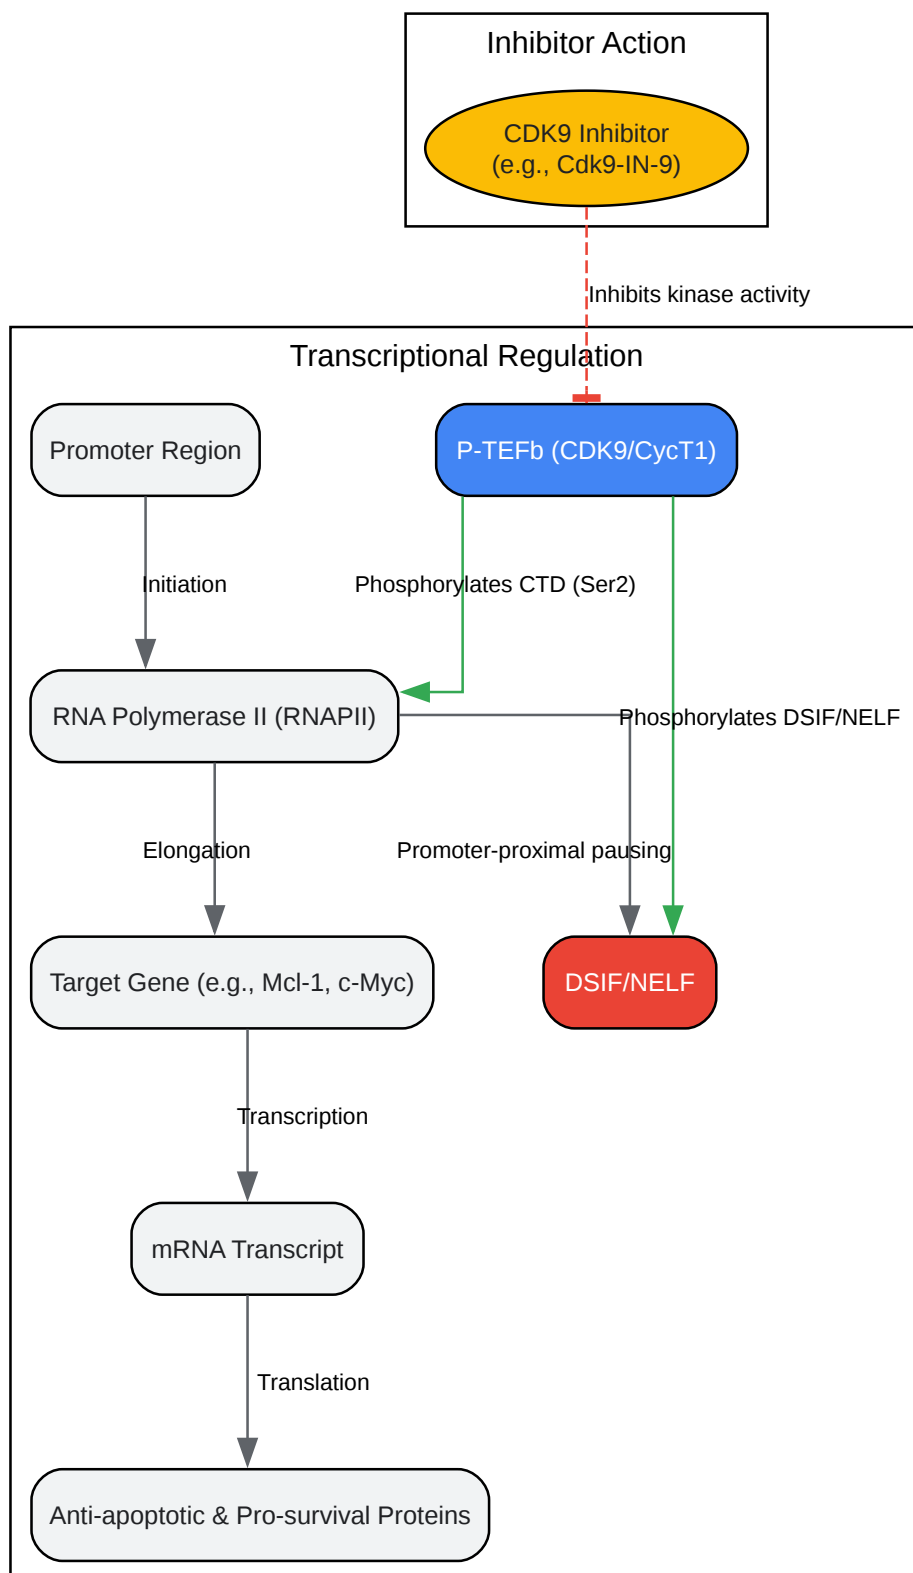 Inhibitor Action
CDK9 Inhibitor
(e.g., Cdk9-IN-9)
Inhibits kinase activity
Transcriptional Regulation
Promoter Region
P-TEFb (CDK9/CycT1)
Initiation
Phosphorylates CTD (Ser2)
RNA Polymerase II (RNAPII)
Phosphorylates DSIF/NELF
Elongation
Promoter-proximal pausing
Target Gene (e.g., Mcl-1, c-Myc)
DSIF/NELF
Transcription
mRNA Transcript
Translation
Anti-apoptotic & Pro-survival Proteins